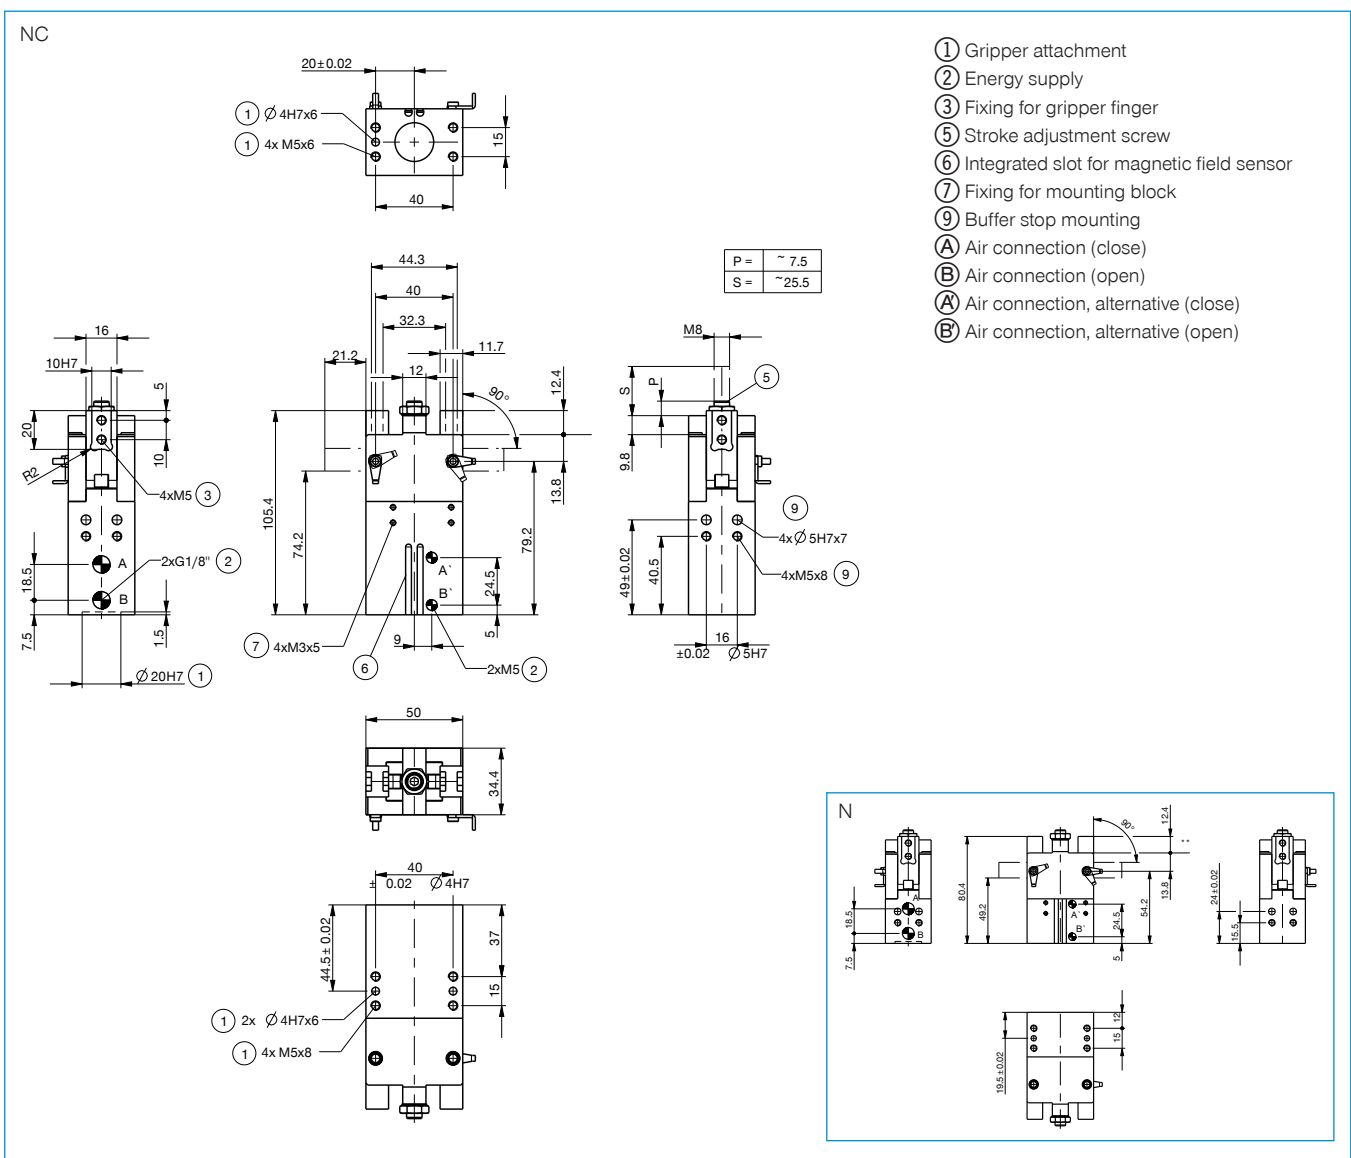 NC
① Gripper attachment
② Energy supply
③ Fixing for gripper finger
⑤ Stroke adjustment screw
⑥ Integrated slot for magnetic field sensor
⑦ Fixing for mounting block
⑨ Buffer stop mounting
Ⓐ Air connection (close)
Ⓑ Air connection (open)
A' Air connection, alternative (close)
B' Air connection, alternative (open)
20±0.02
① Ø 4H7x6
① 4x M5x6
15
40
P = ~ 7.5
S = ~25.5
16
10H7
5
20
10
R2
4xM5 ③
A
2xG1/8" ②
B
18.5
7.5
1.5
Ø 20H7 ①
44.3
40
32.3
11.7
21.2
12
90°
12.4
13.8
105.4
74.2
79.2
A`
B`
24.5
5
9
⑦ 4xM3x5
⑥
2xM5 ②
M8
S
P
⑤
9.8
⑨
4x Ø 5H7x7
4xM5x8 ⑨
49±0.02
40.5
16
±0.02 Ø 5H7
50
34.4
40
± 0.02 Ø 4H7
44.5± 0.02
37
15
① 2x Ø 4H7x6
① 4x M5x8
N
A
B
18.5
7.5
90°
12.4
13.8
80.4
49.2
54.2
A`
B`
24.5
5
24±0.02
15.5
12
15
19.5±0.02